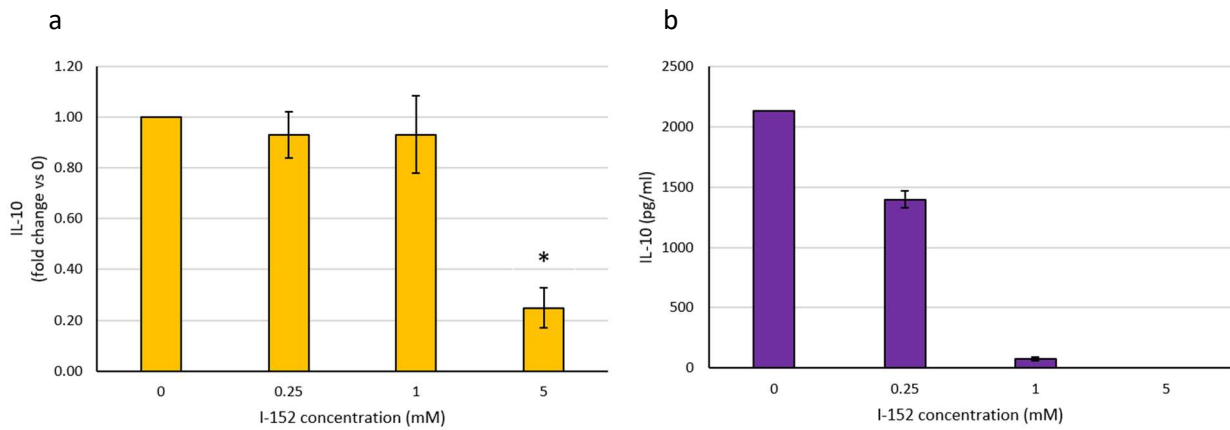 a
1.20
1.00
0.80
0.60
0.40
0.20
0.00
IL-10
(fold change vs 0)
*
0 0.25 1 5
I-152 concentration (mM)
b
2500
2000
1500
1000
500
0
IL-10 (pg/ml)
0 0.25 1 5
I-152 concentration (mM)